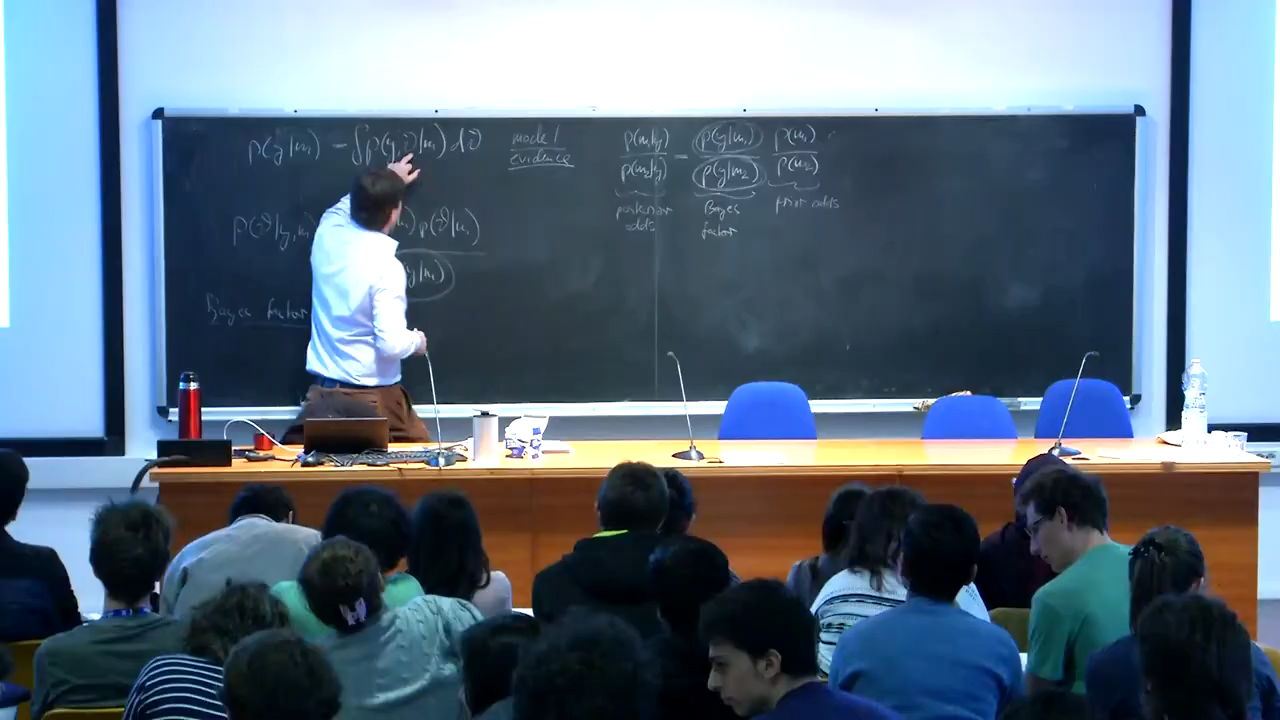 p(y|m₁) = ∫p(y,ϑ|m₁) dϑ
model
evidence
p(ϑ|y,m₁) p(ϑ|m₁)
p(y|m₁)
Bayes factor
p(m₁|y) = p(y|m₁) p(m₁)
p(m₂|y) p(y|m₂) p(m₂)
posterior Bayes prior odds
odds factor